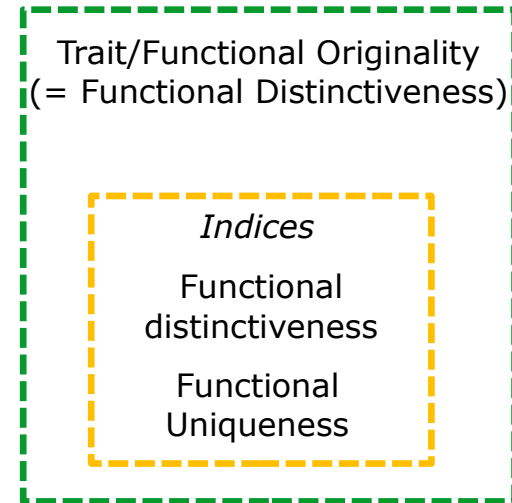 Trait/Functional Originality
(= Functional Distinctiveness)
Indices
Functional
distinctiveness
Functional
Uniqueness